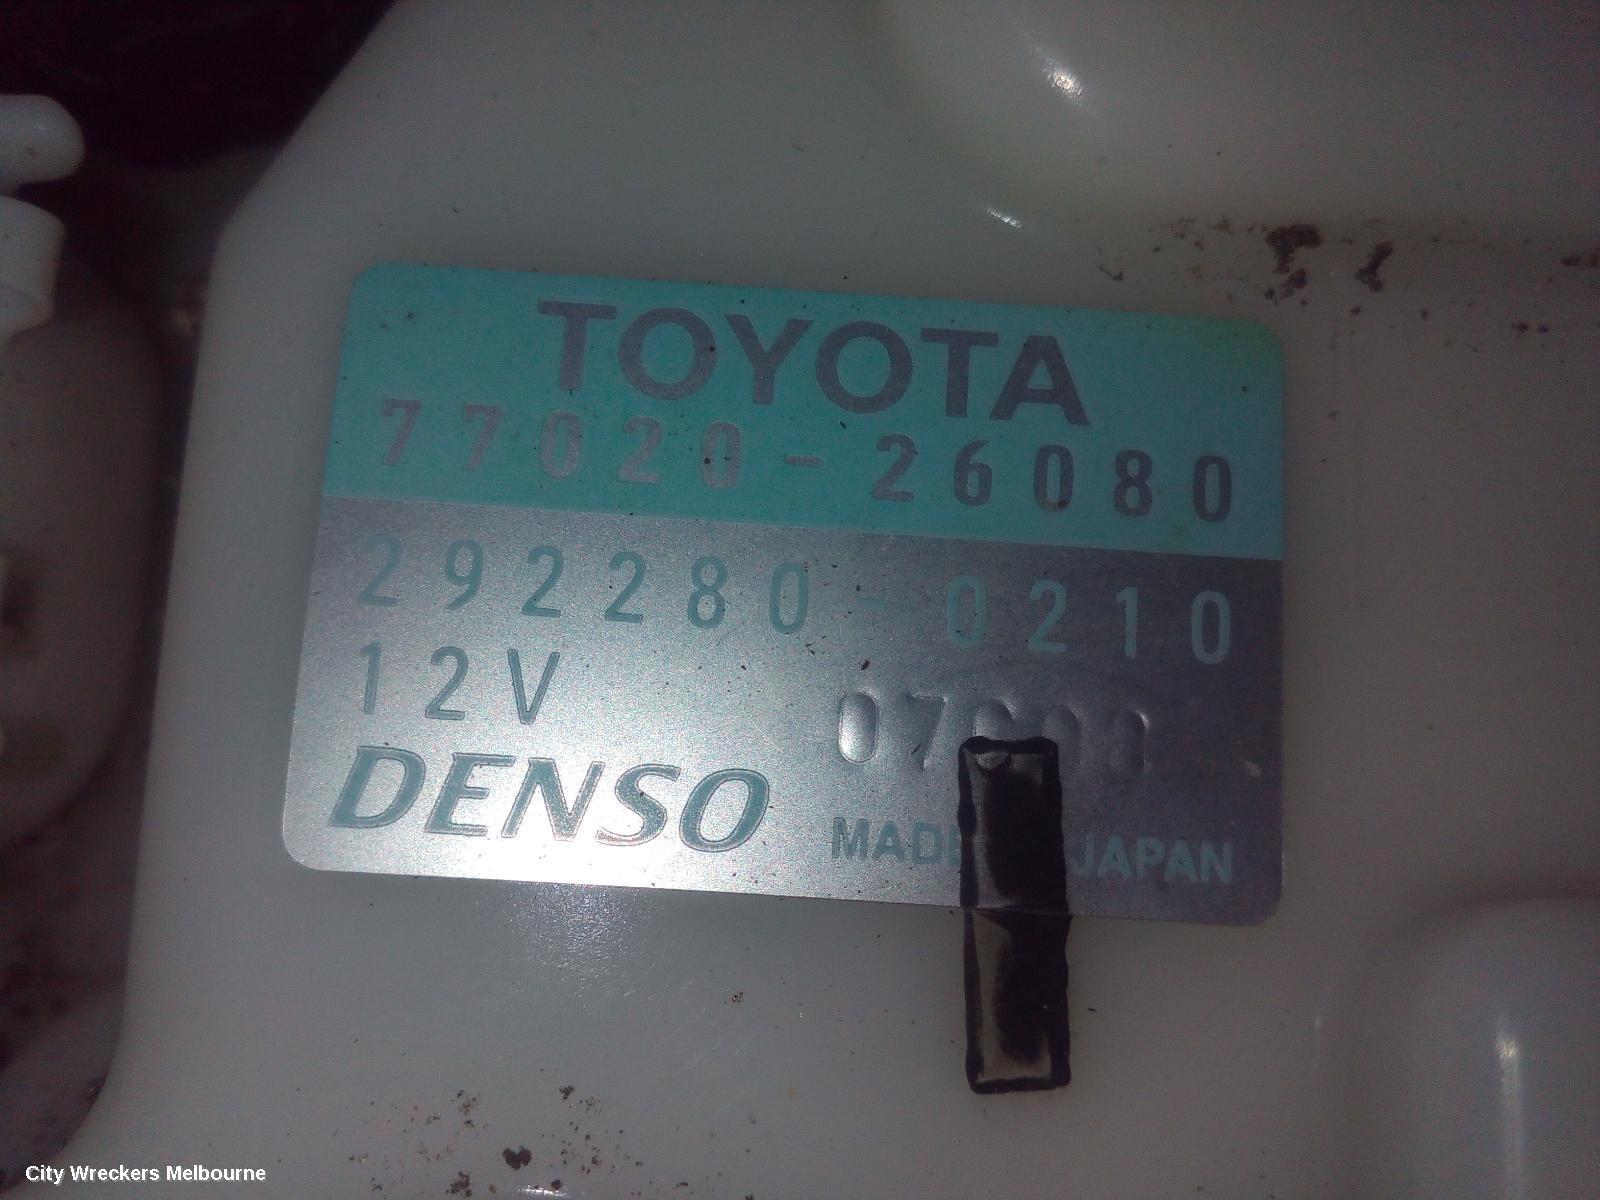 TOYOTA
77020-26080
292280-0210
12V
DENSO
JAPAN
City Wreckers Melbourne